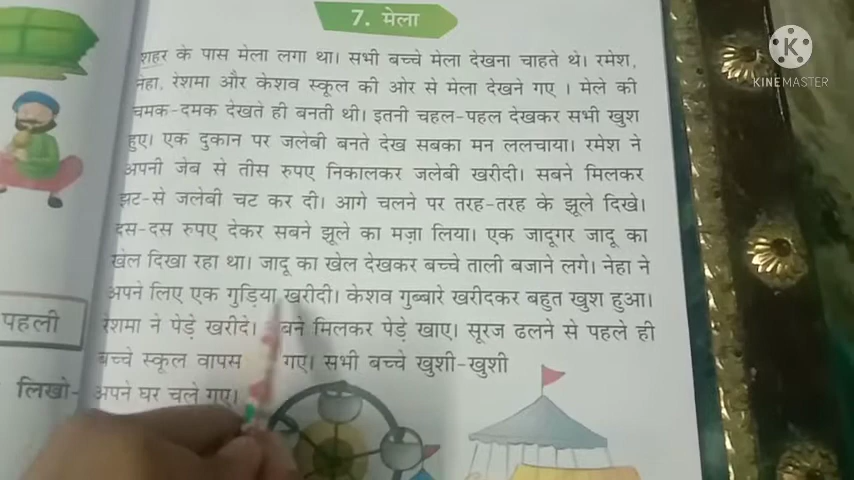 7. मेला
शहर के पास मेला लगा था। सभी बच्चे मेला देखना चाहते थे। रमेश,
नेहा, रेशमा और केशव स्कूल की ओर से मेला देखने गए । मेले की
चमक-दमक देखते ही बनती थी। इतनी चहल-पहल देखकर सभी खुश
हुए। एक दुकान पर जलेबी बनते देख सबका मन ललचाया। रमेश ने
अपनी जेब से तीस रुपए निकालकर जलेबी खरीदी। सबने मिलकर
झट-से जलेबी चट कर दी। आगे चलने पर तरह-तरह के झूले दिखे।
दस-दस रुपए देकर सबने झूले का मज़ा लिया। एक जादूगर जादू का
खेल दिखा रहा था। जादू का खेल देखकर बच्चे ताली बजाने लगे। नेहा ने
अपने लिए एक गुड़िया खरीदी। केशव गुब्बारे खरीदकर बहुत खुश हुआ।
रेशमा ने पेड़े खरीदे। सबने मिलकर पेड़े खाए। सूरज ढलने से पहले ही
बच्चे स्कूल वापस गए। सभी बच्चे खुशी-खुशी
अपने घर चले गए।
पहली
लिखो-
KINEMASTER